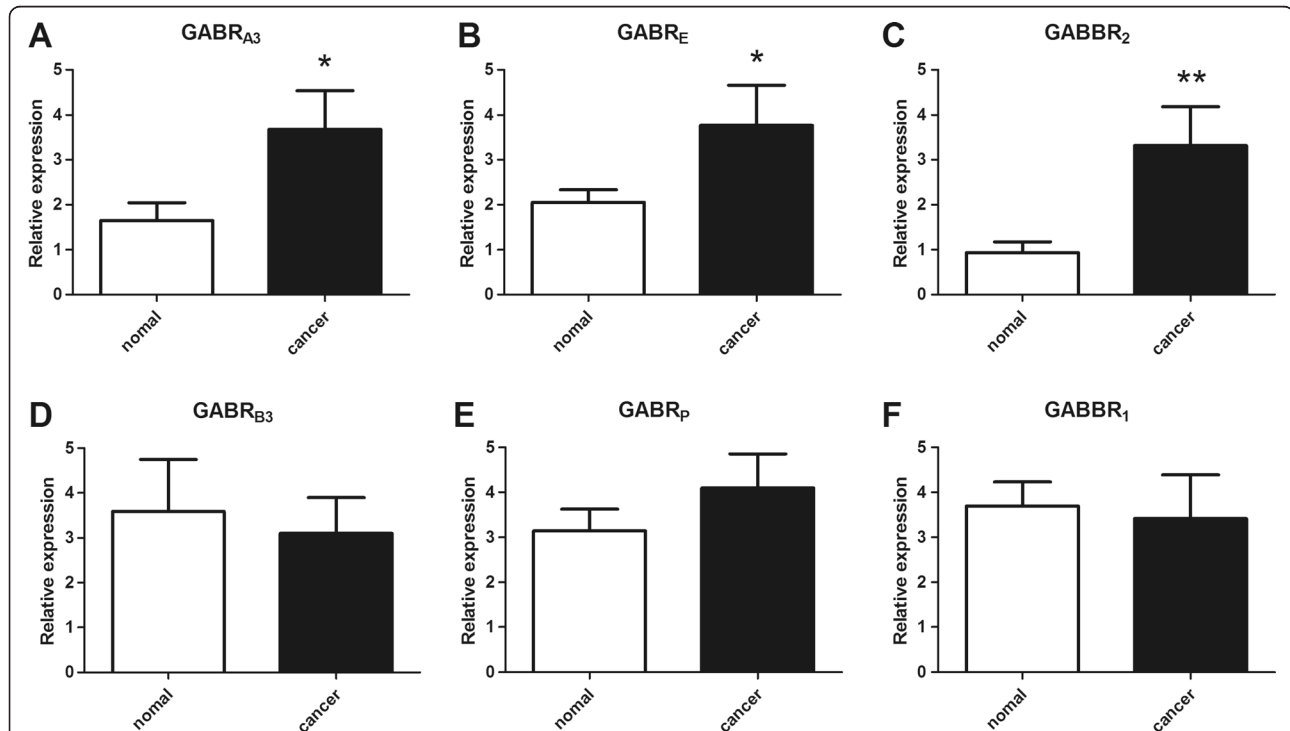 A GABR_A3
*
Relative expression
5
4
3
2
1
0
nomal
cancer
B GABR_E
*
Relative expression
5
4
3
2
1
0
nomal
cancer
C GABBR_2
**
Relative expression
5
4
3
2
1
0
nomal
cancer
D GABR_B3
Relative expression
5
4
3
2
1
0
nomal
cancer
E GABR_P
Relative expression
5
4
3
2
1
0
nomal
cancer
F GABBR_1
Relative expression
5
4
3
2
1
0
nomal
cancer